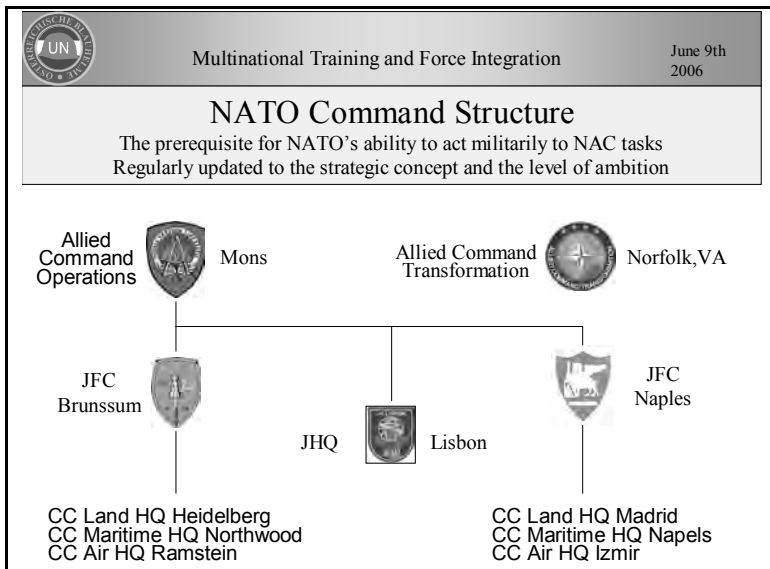 UN
ÖSTERREICHISCHE BLAUHELME
Multinational Training and Force Integration
June 9th
2006
NATO Command Structure
The prerequisite for NATO's ability to act militarily to NAC tasks
Regularly updated to the strategic concept and the level of ambition
Allied
Command
Operations
Mons
Allied Command
Transformation
Norfolk,VA
JFC
Brunssum
JHQ
Lisbon
JFC
Naples
CC Land HQ Heidelberg
CC Maritime HQ Northwood
CC Air HQ Ramstein
CC Land HQ Madrid
CC Maritime HQ Napels
CC Air HQ Izmir